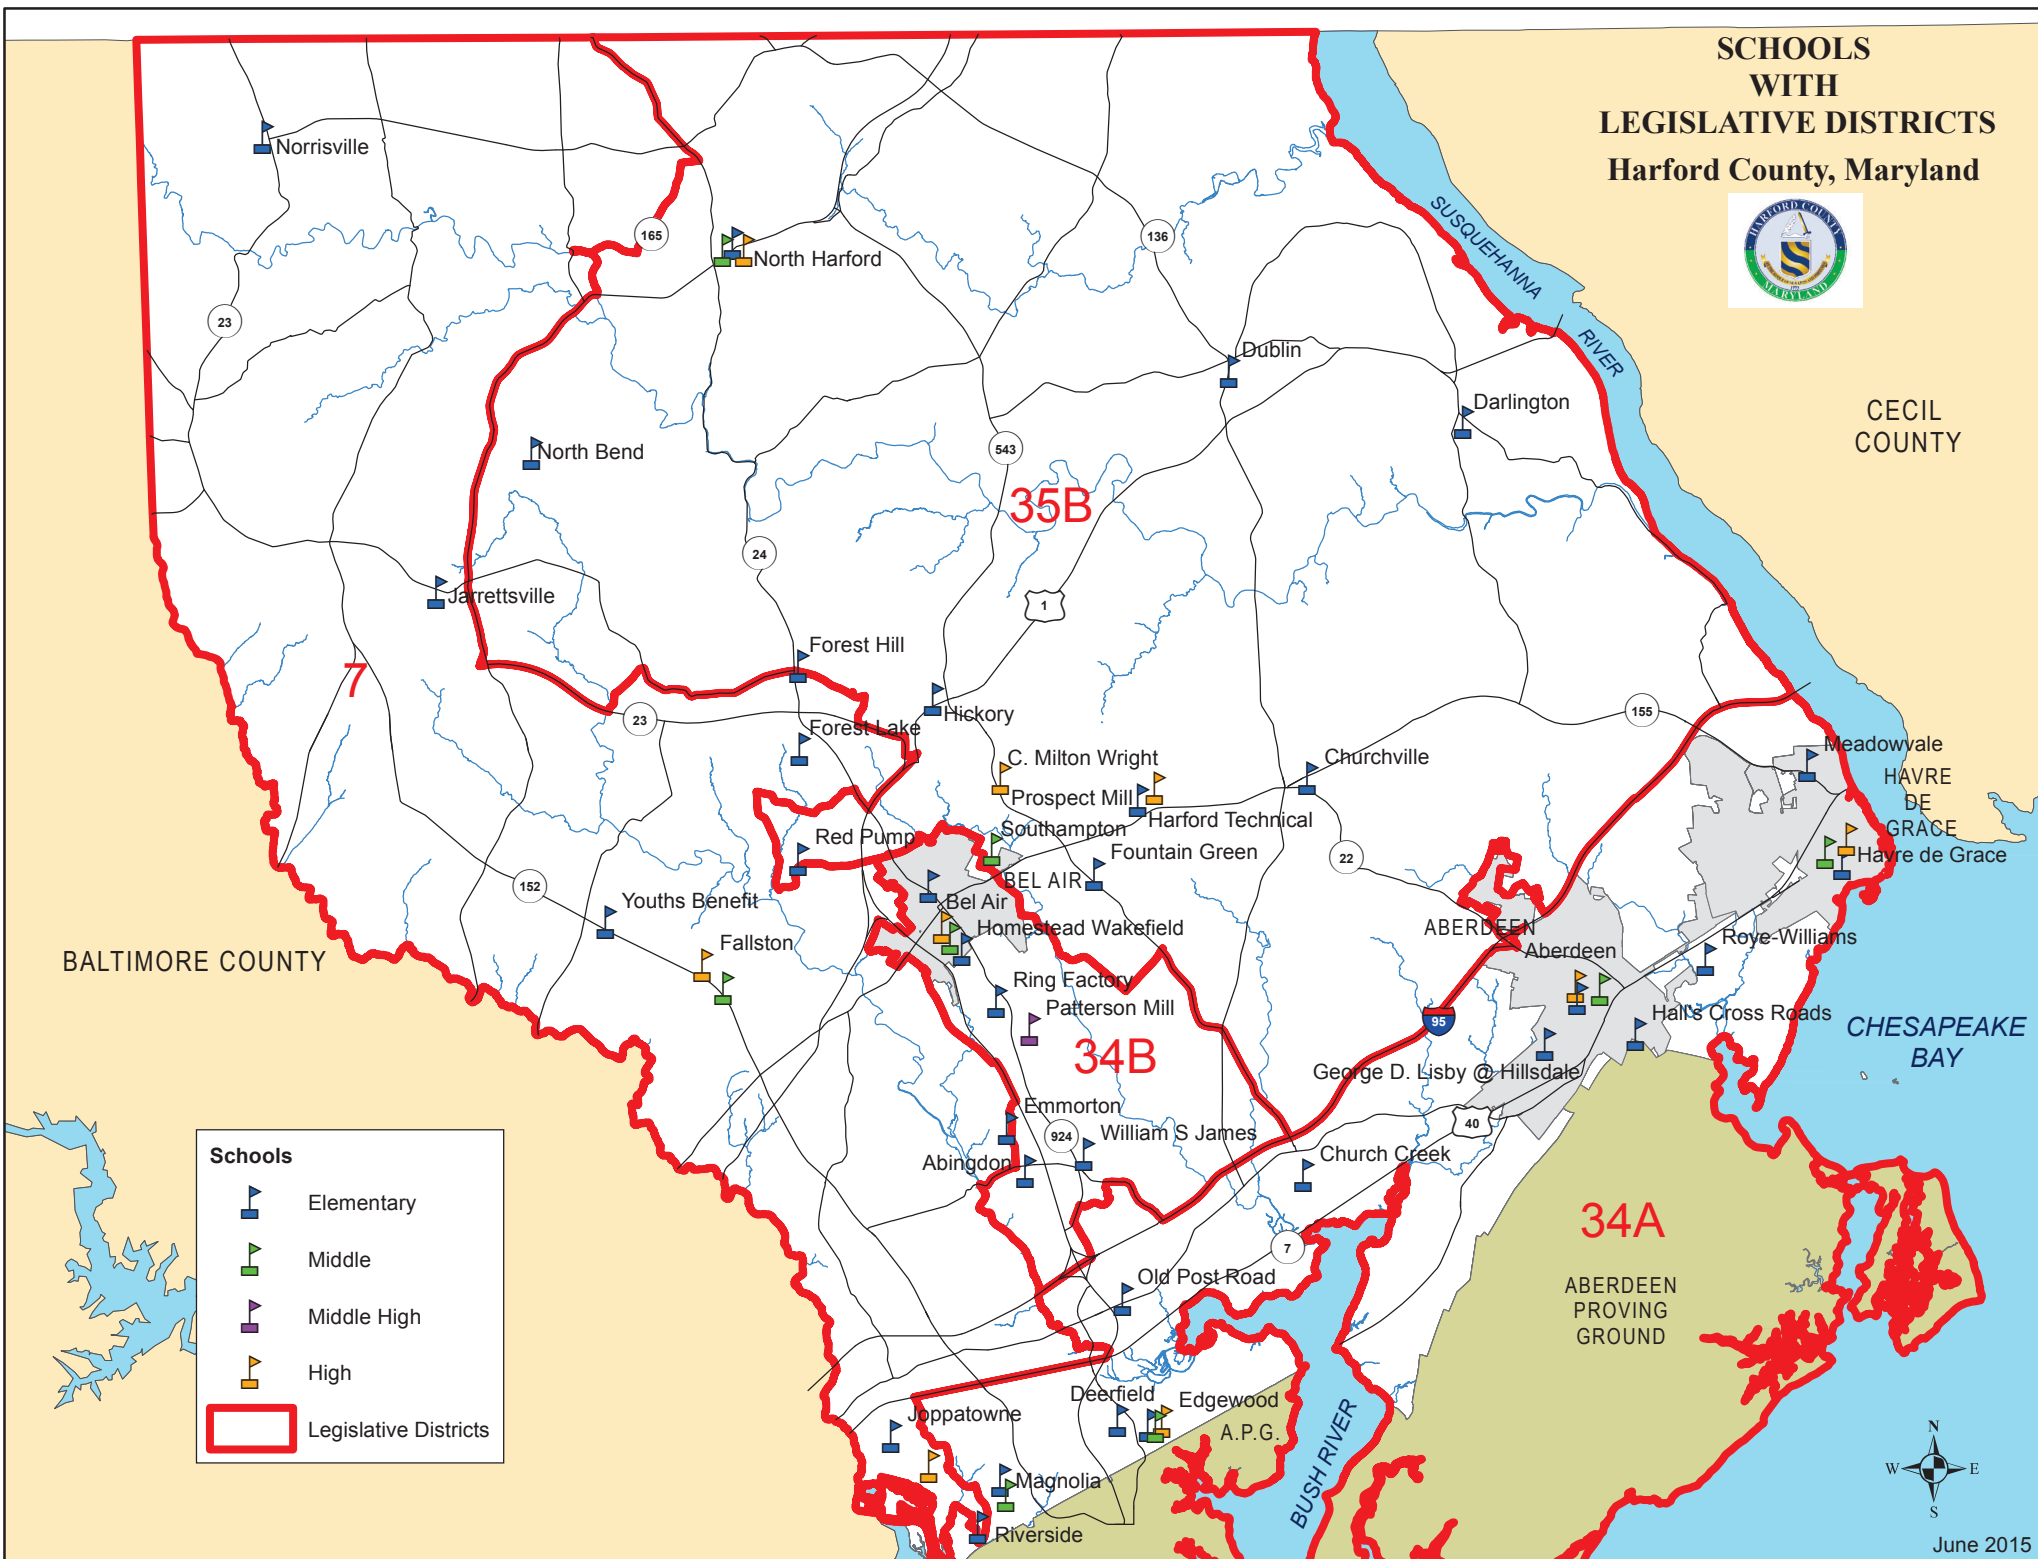 SCHOOLS
WITH
LEGISLATIVE DISTRICTS
Harford County, Maryland
HARFORD COUNTY
MARYLAND
SUSQUEHANNA
RIVER
CECIL
COUNTY
Norrisville
165
North Harford
136
23
Dublin
Darlington
North Bend
543
35B
24
1
Jarrettsville
7
Forest Hill
23
Forest Lake
Hickory
155
C. Milton Wright
Churchville
Meadowvale
HAVRE
DE
GRACE
Prospect Mill
Harford Technical
Southampton
Red Pump
Fountain Green
22
Havre de Grace
BEL AIR
152
Youths Benefit
Bel Air
Homestead Wakefield
ABERDEEN
Aberdeen
Roye-Williams
Fallston
BALTIMORE COUNTY
Ring Factory
Patterson Mill
95
Hall's Cross Roads
CHESAPEAKE
BAY
34B
George D. Lisby @ Hillsdale
Emmorton
924
William S James
40
Abingdon
Church Creek
34A
7
Old Post Road
ABERDEEN
PROVING
GROUND
Deerfield
Edgewood
A.P.G.
Joppatowne
BUSH RIVER
Magnolia
Riverside
Schools
Elementary
Middle
Middle High
High
Legislative Districts
N
W
E
S
June 2015